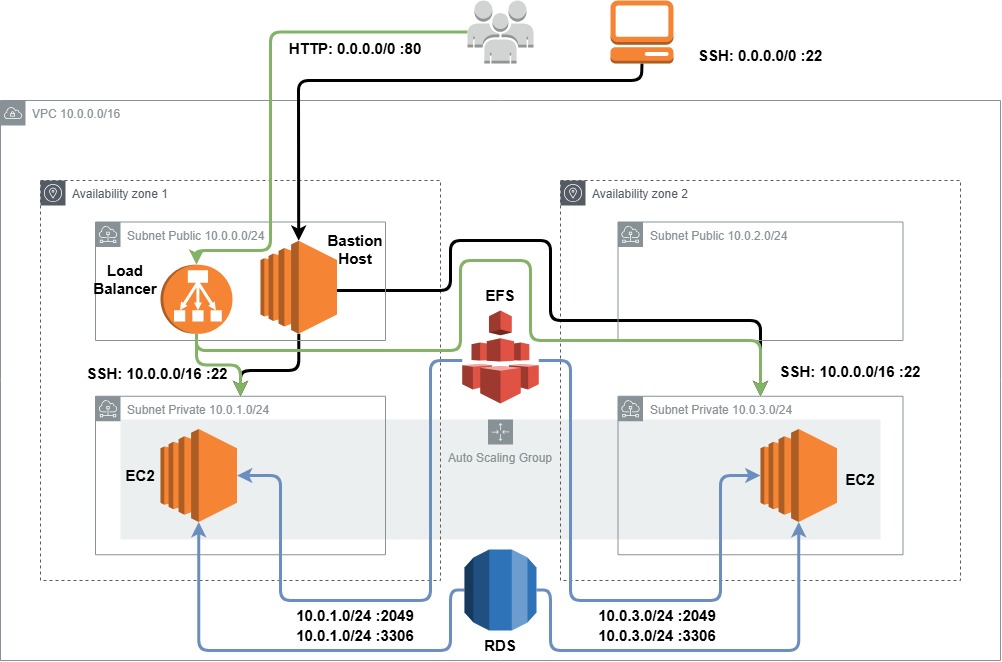 HTTP: 0.0.0.0/0 :80
SSH: 0.0.0.0/0 :22
VPC 10.0.0.0/16
Availability zone 1
Availability zone 2
Subnet Public 10.0.0.0/24
Subnet Public 10.0.2.0/24
Bastion
Host
Load
Balancer
EFS
SSH: 10.0.0.0/16 :22
SSH: 10.0.0.0/16 :22
Subnet Private 10.0.1.0/24
Subnet Private 10.0.3.0/24
Auto Scaling Group
EC2
EC2
10.0.1.0/24 :2049
10.0.1.0/24 :3306
10.0.3.0/24 :2049
10.0.3.0/24 :3306
RDS